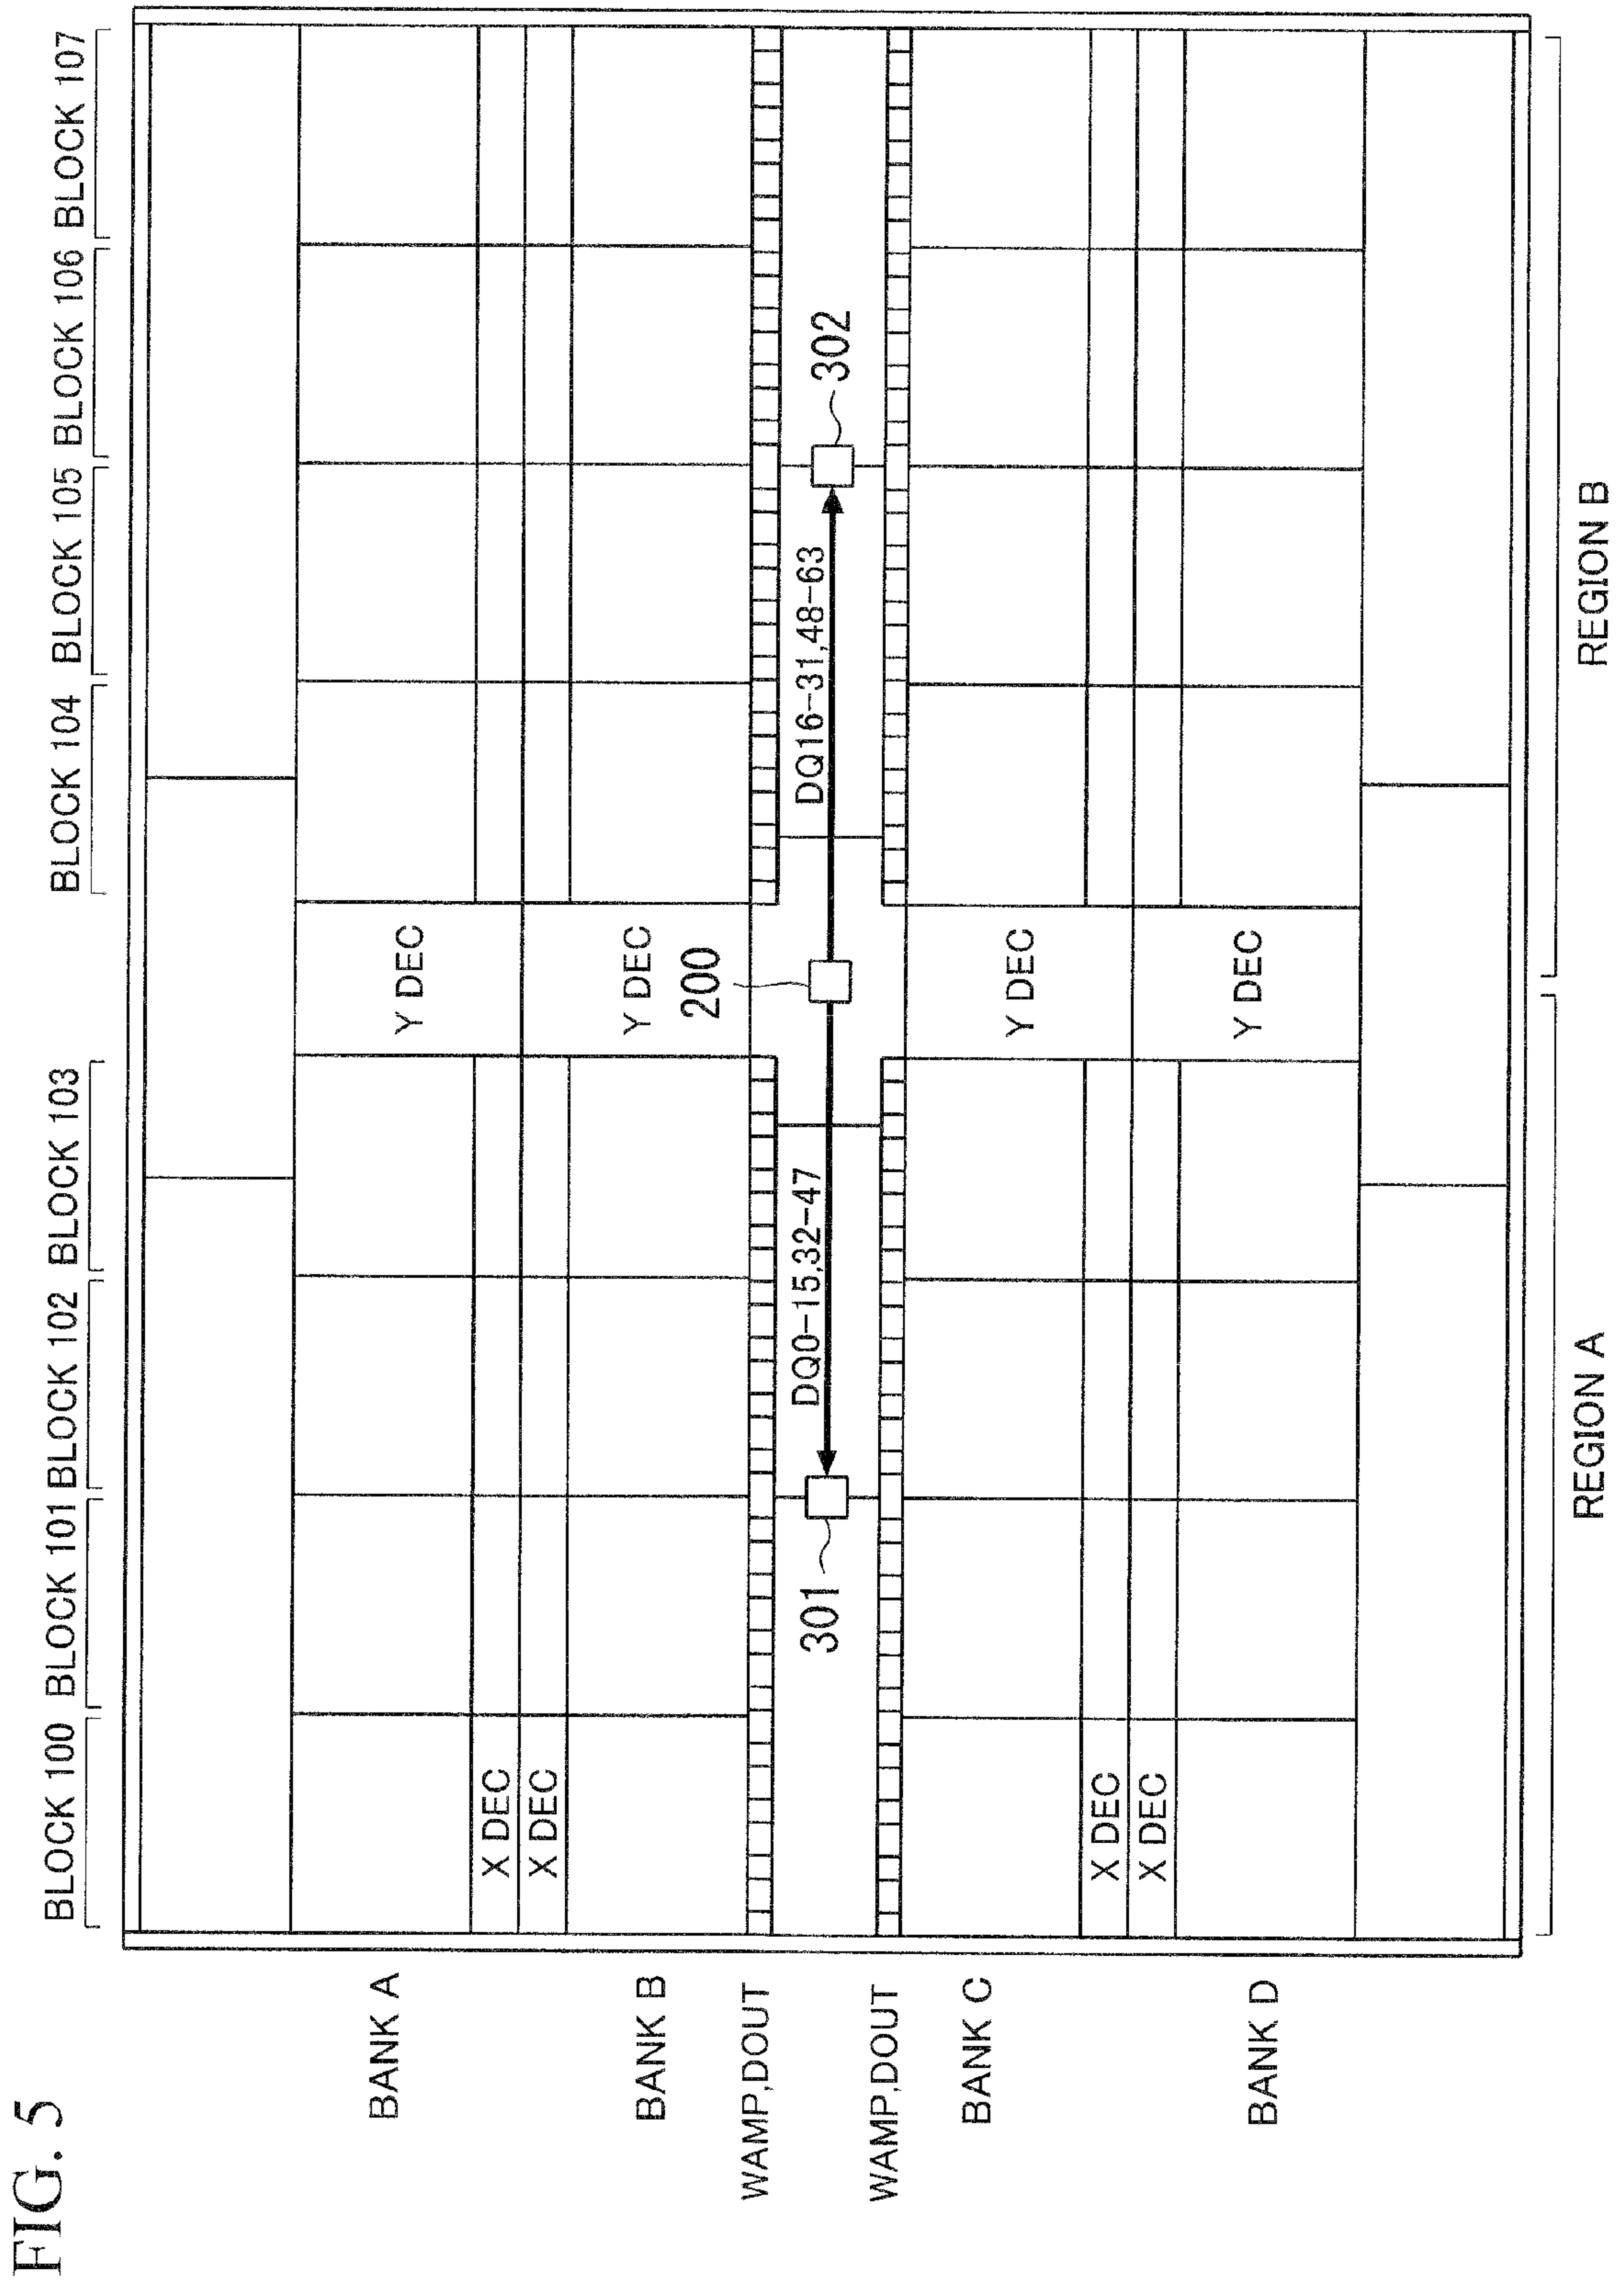 FIG. 5
BLOCK 100
BLOCK 101
BLOCK 102
BLOCK 103
BLOCK 104
BLOCK 105
BLOCK 106
BLOCK 107
BANK A
Y DEC
X DEC
X DEC
BANK B
Y DEC
200
WAMP,DOUT
301
DQ0-15,32-47
DQ16-31,48-63
302
WAMP,DOUT
BANK C
Y DEC
X DEC
X DEC
BANK D
Y DEC
REGION A
REGION B